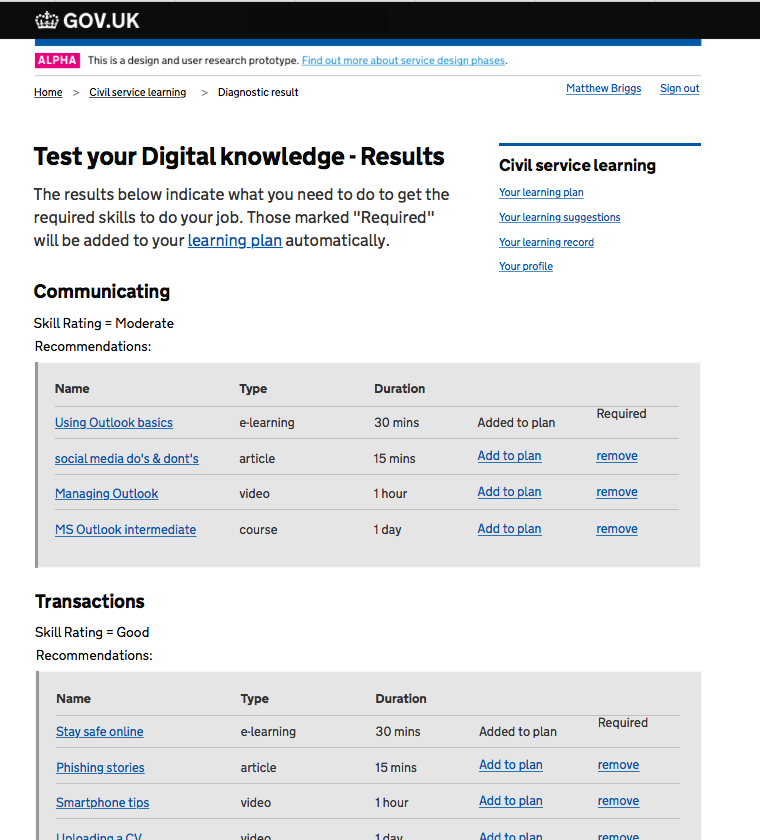 GOV.UK
ALPHA This is a design and user research prototype. Find out more about service design phases.
Home > Civil service learning > Diagnostic result Matthew Briggs Sign out
Test your Digital knowledge - Results
The results below indicate what you need to do to get the
required skills to do your job. Those marked "Required"
will be added to your learning plan automatically.
Civil service learning
Your learning plan
Your learning suggestions
Your learning record
Your profile
Communicating
Skill Rating = Moderate
Recommendations:
Name Type Duration
Using Outlook basics e-learning 30 mins Added to plan Required
social media do's & dont's article 15 mins Add to plan remove
Managing Outlook video 1 hour Add to plan remove
MS Outlook intermediate course 1 day Add to plan remove
Transactions
Skill Rating = Good
Recommendations:
Name Type Duration
Stay safe online e-learning 30 mins Added to plan Required
Phishing stories article 15 mins Add to plan remove
Smartphone tips video 1 hour Add to plan remove
Uploading a CV video 1 day Add to plan remove